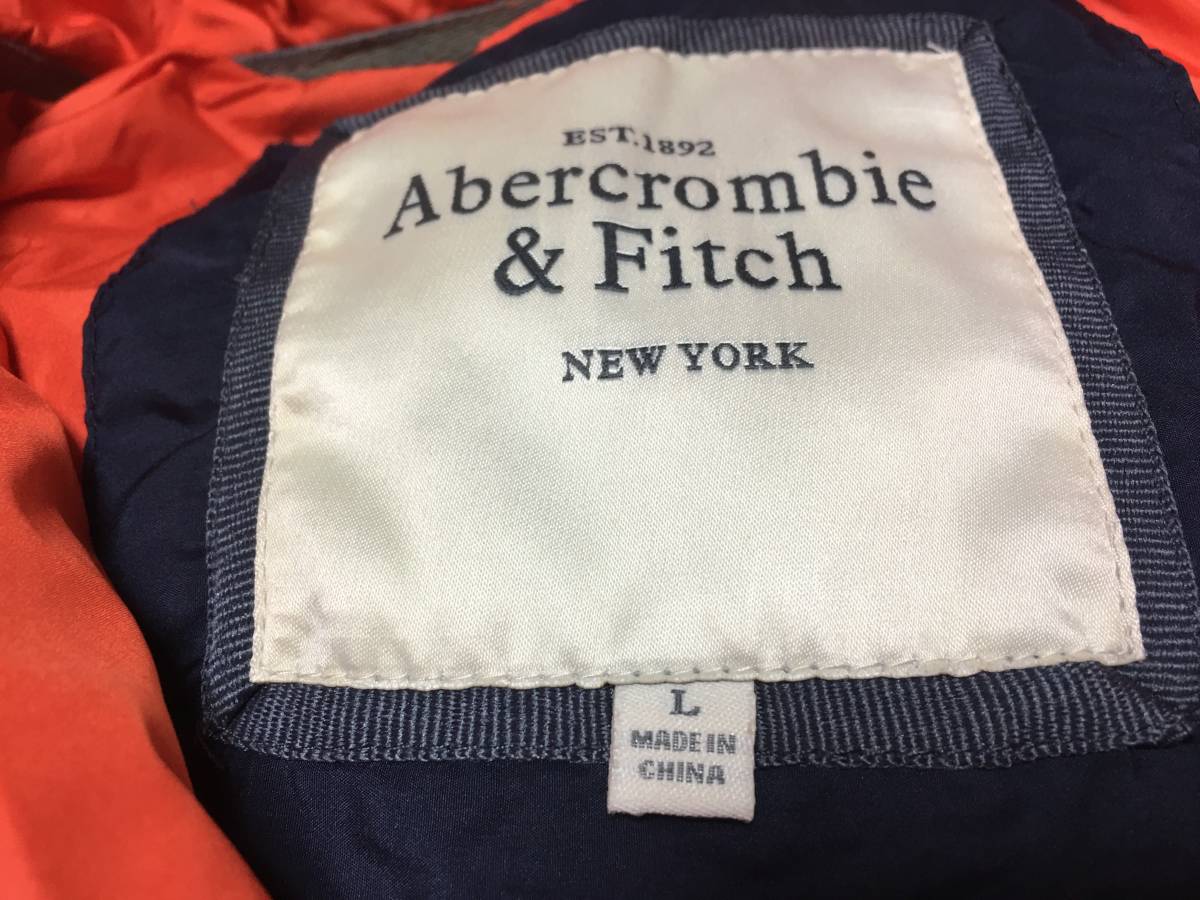 EST.1892
Abercrombie
& Fitch
NEW YORK
L
MADE IN
CHINA